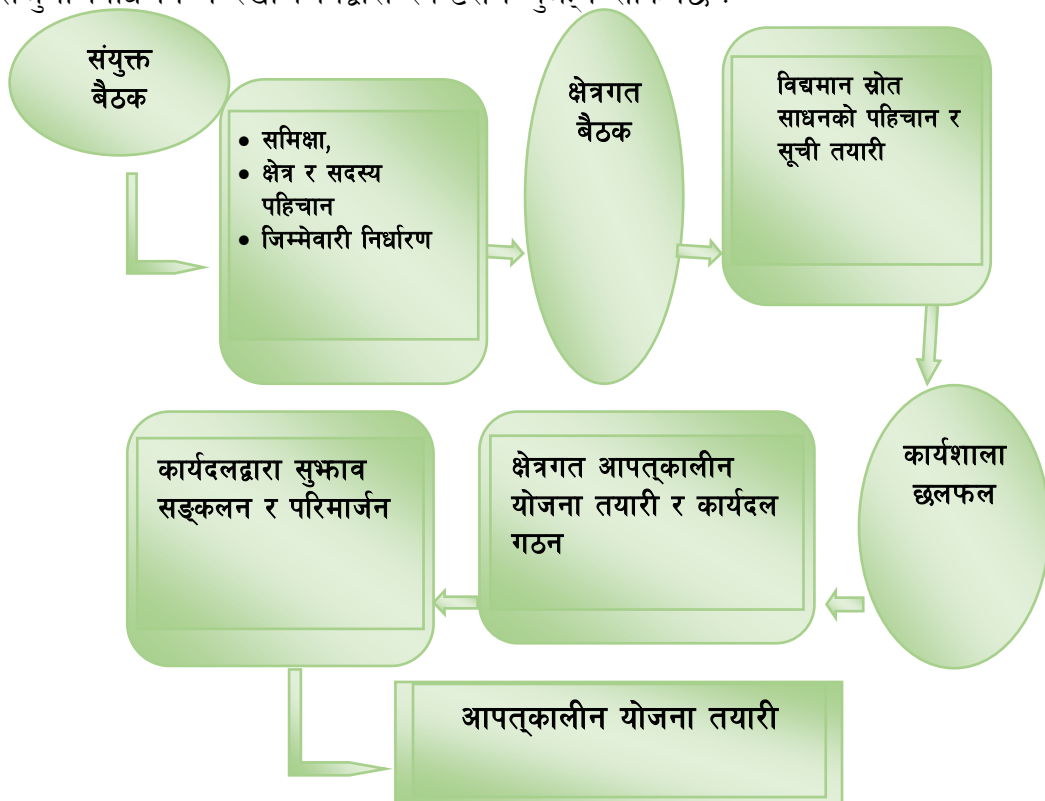 संयुक्त
बैठक
• समिक्षा,
• क्षेत्र र सदस्य
पहिचान
• जिम्मेवारी निर्धारण
क्षेत्रगत
बैठक
विद्यमान स्रोत
साधनको पहिचान र
सूची तयारी
कार्यशाला
छलफल
क्षेत्रगत आपत्कालीन
योजना तयारी र कार्यदल
गठन
कार्यदलद्वारा सुझाव
सङ्कलन र परिमार्जन
आपत्कालीन योजना तयारी